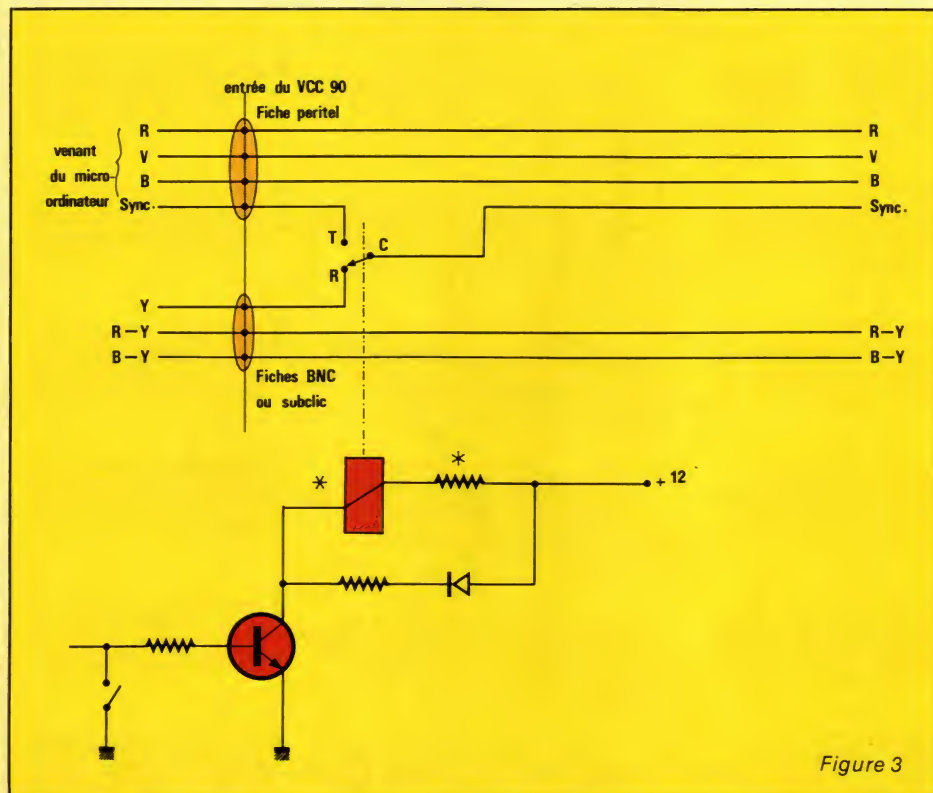 entrée du VCC 90
Fiche peritel
venant
du micro
ordinateur
R
V
B
Sync.
R
V
B
Sync.
T
C
R
Y
R–Y
B–Y
R–Y
B–Y
Fiches BNC
ou subclic
*
*
+ 12
Figure 3